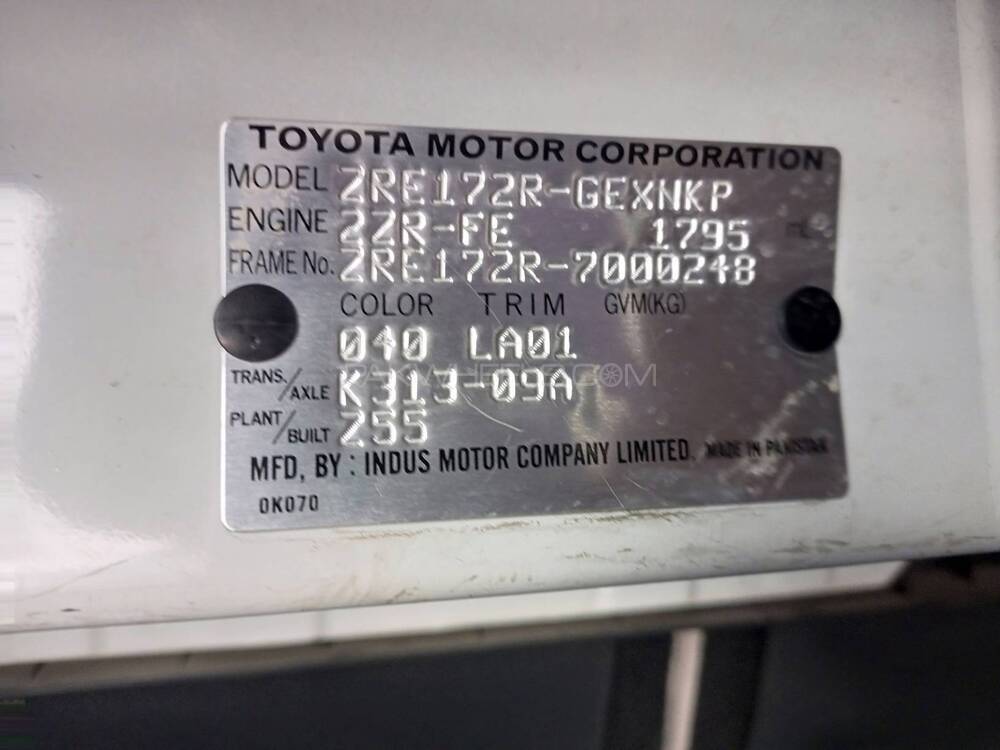 TOYOTA MOTOR CORPORATION
MODEL ZRE172R-GEXNKP
ENGINE 2ZR-FE 1795
FRAME No. ZRE172R-7000248
COLOR TRIM GVM(KG)
040 LA01
TRANS./AXLE K313-09A
PLANT/BUILT Z55
MFD, BY : INDUS MOTOR COMPANY LIMITED. MADE IN PAKISTAN
0K070